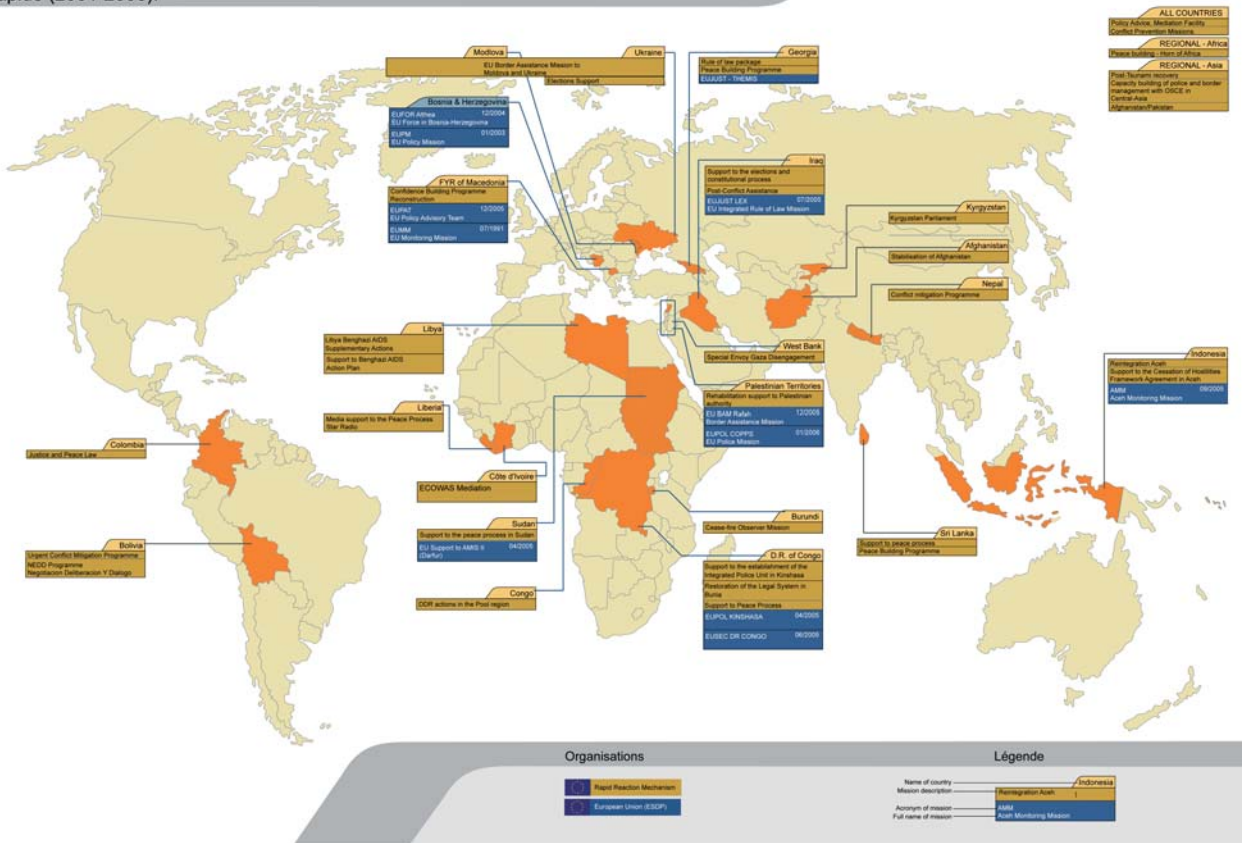 ALL COUNTRIES
Policy Advice, Mediation Facility
Conflict Prevention Missions
REGIONAL - Africa
Peace building - Horn of Africa
REGIONAL - Asia
Post-Tsunami recovery
Capacity building of police and border
management with OSCE in
Central-Asia
Afghanistan/Pakistan
Modlova
Ukraine
EU Border Assistance Mission to
Moldova and Ukraine
Elections Support
Georgia
Rule of law package
Peace Building Programme
EUJUST - THEMIS
Bosnia & Herzegovina
EUFOR Althea 12/2004
EU Force in Bosnia-Herzegovina
EUPM 01/2003
EU Policy Mission
FYR of Macedonia
Confidence Building Programme
Reconstruction
EUPAT 12/2005
EU Policy Advisory Team
EUMM 07/1991
EU Monitoring Mission
Iraq
Support to the elections and
constitutional process
Post-Conflict Assistance
EUJUST LEX 07/2005
EU Integrated Rule of Law Mission
Kyrgyzstan
Kyrgyzstan Parliament
Afghanistan
Stabilisation of Afghanistan
Nepal
Conflict mitigation Programme
Libya
Libya Benghazi AIDS
Supplementary Actions
Support to Benghazi AIDS
Action Plan
West Bank
Special Envoy Gaza Disengagement
Indonesia
Reintegration Aceh
Support to the Cessation of Hostilities
Framework Agreement in Aceh
AMM 09/2005
Aceh Monitoring Mission
Palestinian Territories
Rehabilitation support to Palestinian
authority
EU BAM Rafah 12/2005
Border Assistance Mission
EUPOL COPPS 01/2006
EU Police Mission
Liberia
Media support to the Peace Process
Star Radio
Colombia
Justice and Peace Law
Côte d'Ivoire
ECOWAS Mediation
Sudan
Support to the peace process in Sudan
EU Support to AMIS II 04/2005
(Darfur)
Burundi
Cease-fire Observer Mission
Sri Lanka
Support to peace process
Peace Building Programme
Bolivia
Urgent Conflict Mitigation Programme
NEDD Programme
Negotiacion Deliberacion Y Dialogo
D.R. of Congo
Support to the establishment of the
Integrated Police Unit in Kinshasa
Restoration of the Legal System in
Bunia
Support to Peace Process
EUPOL KINSHASA 04/2005
EUSEC DR CONGO 06/2005
Congo
DDR actions in the Pool region
Organisations
Rapid Reaction Mechanism
European Union (ESDP)
Légende
Name of country
Mission description
Acronym of mission
Full name of mission
Indonesia
Reintegration Aceh
AMM
Aceh Monitoring Mission